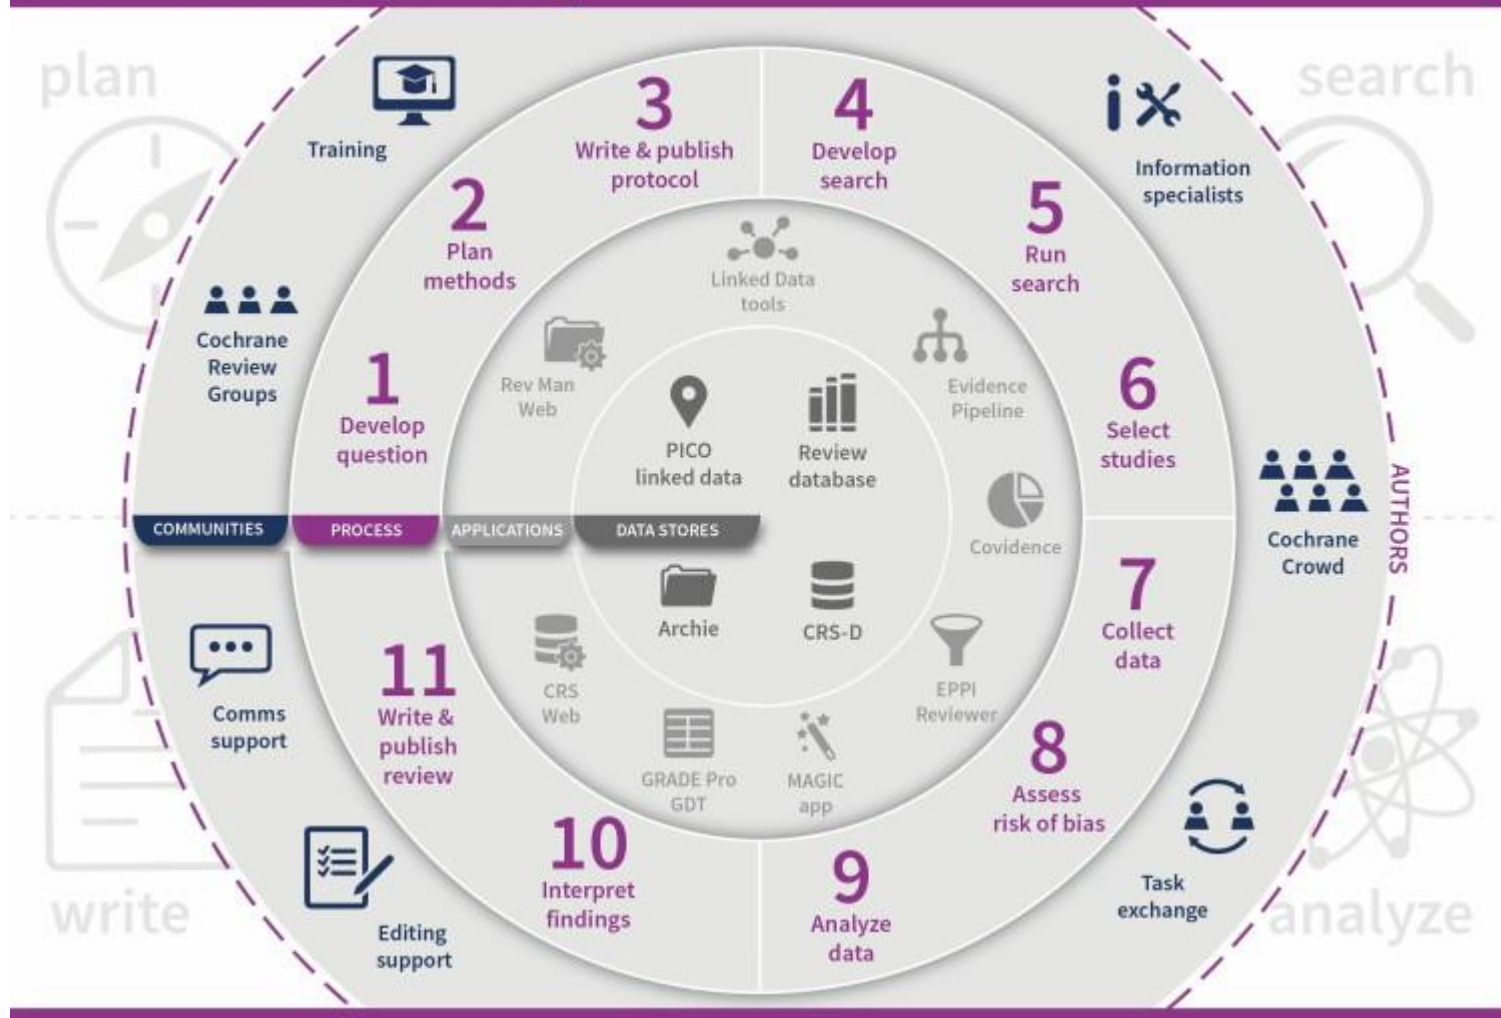 plan
search
Training
3
Write & publish
protocol
4
Develop
search
Information
specialists
2
Plan
methods
5
Run
search
Linked Data
tools
Cochrane
Review
Groups
1
Develop
question
Rev Man
Web
PICO
linked data
Review
database
Evidence
Pipeline
6
Select
studies
COMMUNITIES
PROCESS
APPLICATIONS
DATA STORES
Covidence
Cochrane
Crowd
AUTHORS
Archie
CRS-D
7
Collect
data
Comms
support
11
Write &
publish
review
CRS
Web
GRADE Pro
GDT
MAGIC
app
EPPI
Reviewer
8
Assess
risk of bias
10
Interpret
findings
9
Analyze
data
Task
exchange
Editing
support
write
analyze